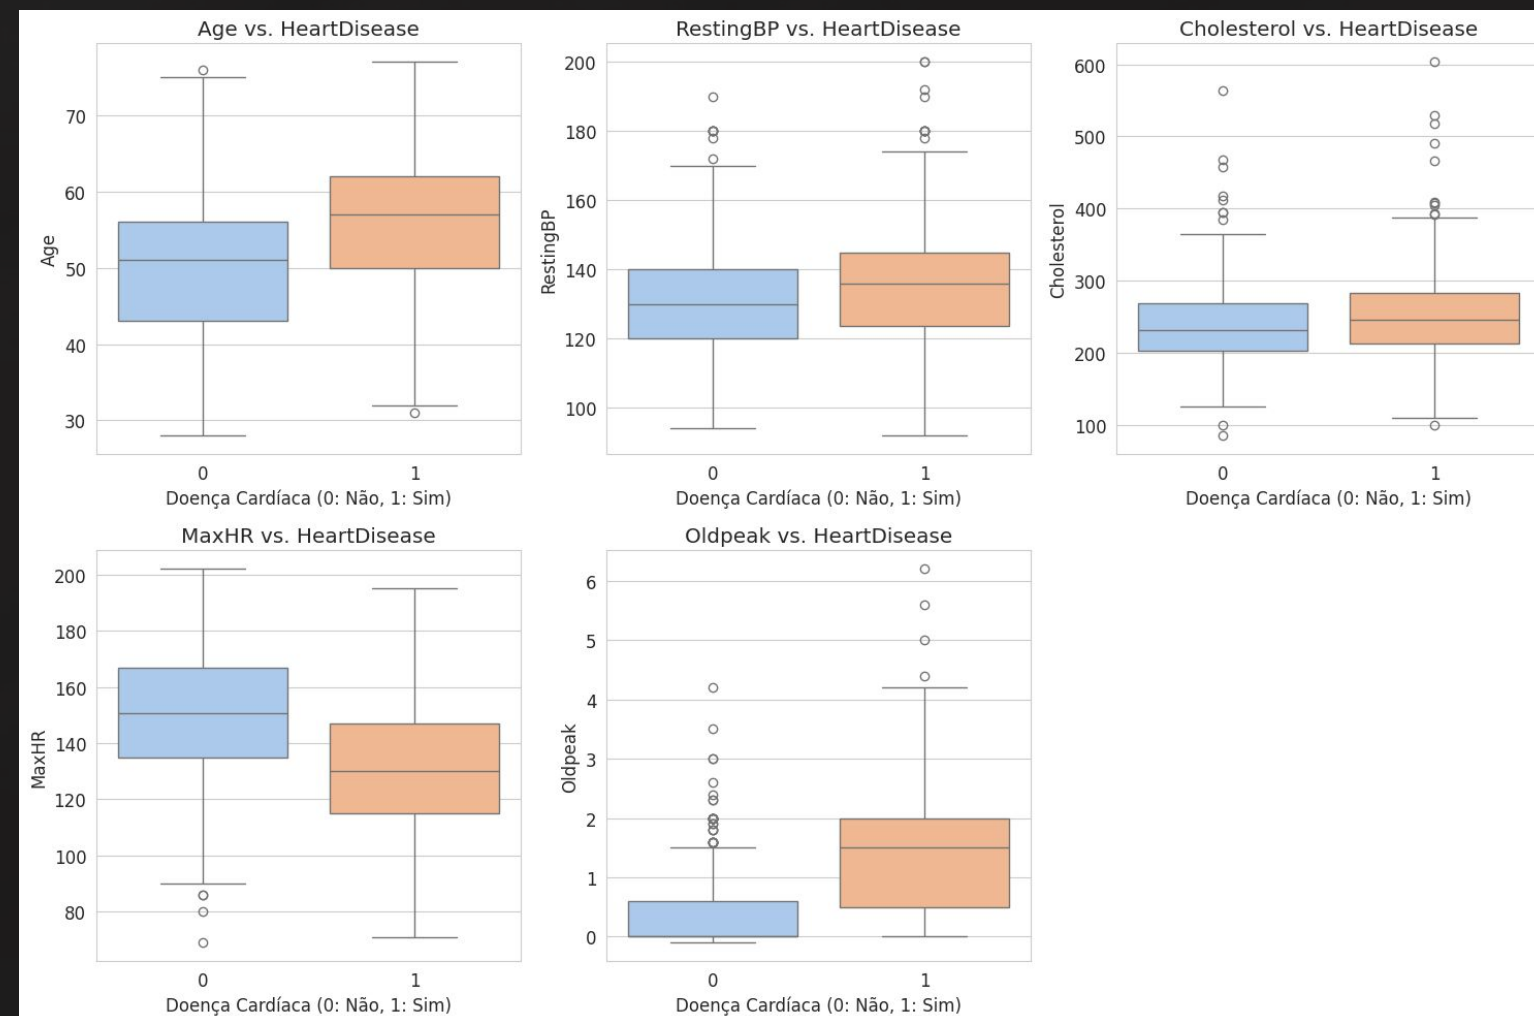 Age vs. HeartDisease
70
60
50
40
30
Age
0 1
Doença Cardíaca (0: Não, 1: Sim)
RestingBP vs. HeartDisease
200
180
160
140
120
100
RestingBP
0 1
Doença Cardíaca (0: Não, 1: Sim)
Cholesterol vs. HeartDisease
600
500
400
300
200
100
Cholesterol
0 1
Doença Cardíaca (0: Não, 1: Sim)
MaxHR vs. HeartDisease
200
180
160
140
120
100
80
MaxHR
0 1
Doença Cardíaca (0: Não, 1: Sim)
Oldpeak vs. HeartDisease
6
5
4
3
2
1
0
Oldpeak
0 1
Doença Cardíaca (0: Não, 1: Sim)